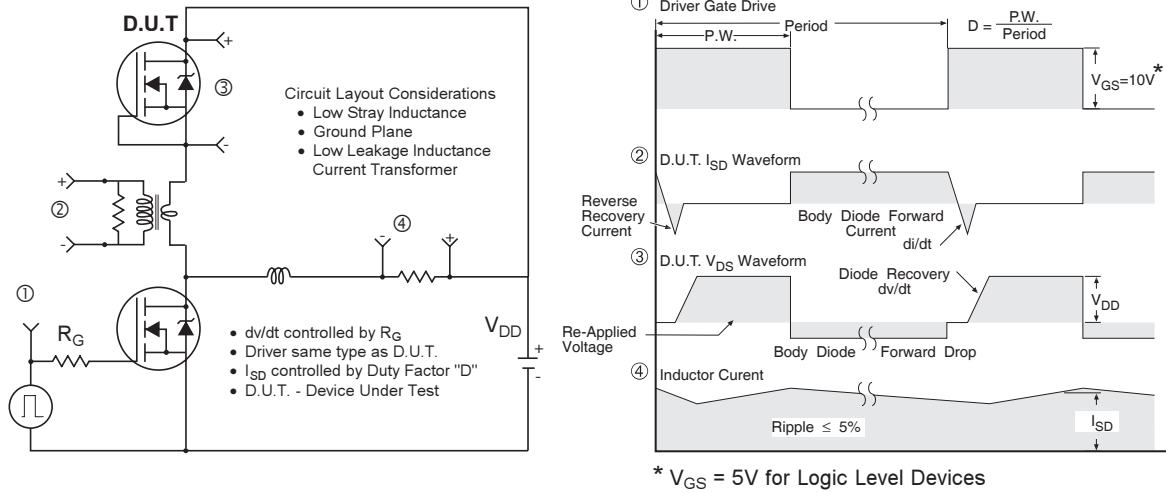 D.U.T
+
③
-
Circuit Layout Considerations
• Low Stray Inductance
• Ground Plane
• Low Leakage Inductance
Current Transformer
+
②
-
④
-
+
①
R_G
V_DD
+
-
• dv/dt controlled by R_G
• Driver same type as D.U.T.
• I_SD controlled by Duty Factor "D"
• D.U.T. - Device Under Test
① Driver Gate Drive
P.W.
Period
D = P.W. / Period
V_GS=10V *
② D.U.T. I_SD Waveform
Reverse
Recovery
Current
Body Diode Forward
Current
di/dt
③ D.U.T. V_DS Waveform
Diode Recovery
dv/dt
V_DD
Re-Applied
Voltage
Body Diode Forward Drop
④ Inductor Curent
Ripple ≤ 5%
I_SD
* V_GS = 5V for Logic Level Devices